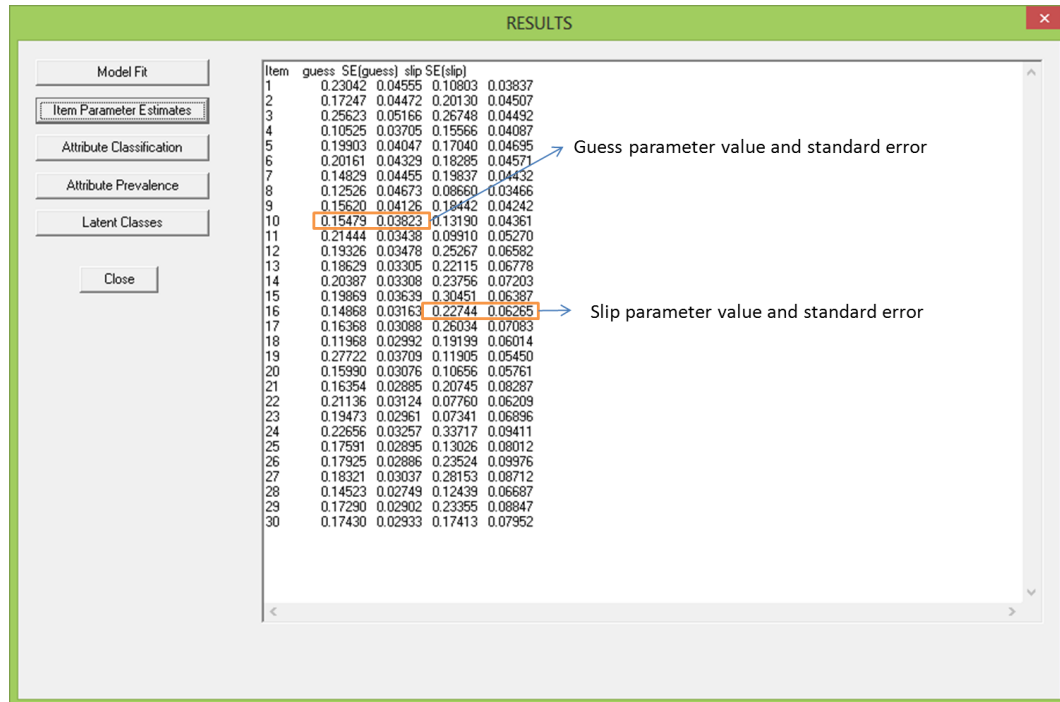 RESULTS
Model Fit
Item Parameter Estimates
Attribute Classification
Attribute Prevalence
Latent Classes
Close
Item guess SE(guess) slip SE(slip)
1 0.23042 0.04555 0.10803 0.03837
2 0.17247 0.04472 0.20130 0.04507
3 0.25623 0.05166 0.26748 0.04492
4 0.10525 0.03705 0.15566 0.04087
5 0.19903 0.04047 0.17040 0.04695
6 0.20161 0.04329 0.18285 0.04571
7 0.14829 0.04455 0.19837 0.04432
8 0.12526 0.04673 0.08660 0.03466
9 0.15620 0.04126 0.18442 0.04242
10 0.15479 0.03823 0.13190 0.04361
11 0.21444 0.03438 0.09910 0.05270
12 0.19326 0.03478 0.25267 0.06582
13 0.18629 0.03305 0.22115 0.06778
14 0.20387 0.03308 0.23756 0.07203
15 0.19869 0.03639 0.30451 0.06387
16 0.14868 0.03163 0.22744 0.06265
17 0.16368 0.03088 0.26034 0.07083
18 0.11968 0.02992 0.19199 0.06014
19 0.27722 0.03709 0.11905 0.05450
20 0.15990 0.03076 0.10656 0.05761
21 0.16354 0.02885 0.20745 0.08287
22 0.21136 0.03124 0.07760 0.06209
23 0.19473 0.02961 0.07341 0.06896
24 0.22656 0.03257 0.33717 0.09411
25 0.17591 0.02895 0.13026 0.08012
26 0.17925 0.02886 0.23524 0.09976
27 0.18321 0.03037 0.28153 0.08712
28 0.14523 0.02749 0.12439 0.06687
29 0.17290 0.02902 0.23355 0.08847
30 0.17430 0.02933 0.17413 0.07952
Guess parameter value and standard error
Slip parameter value and standard error